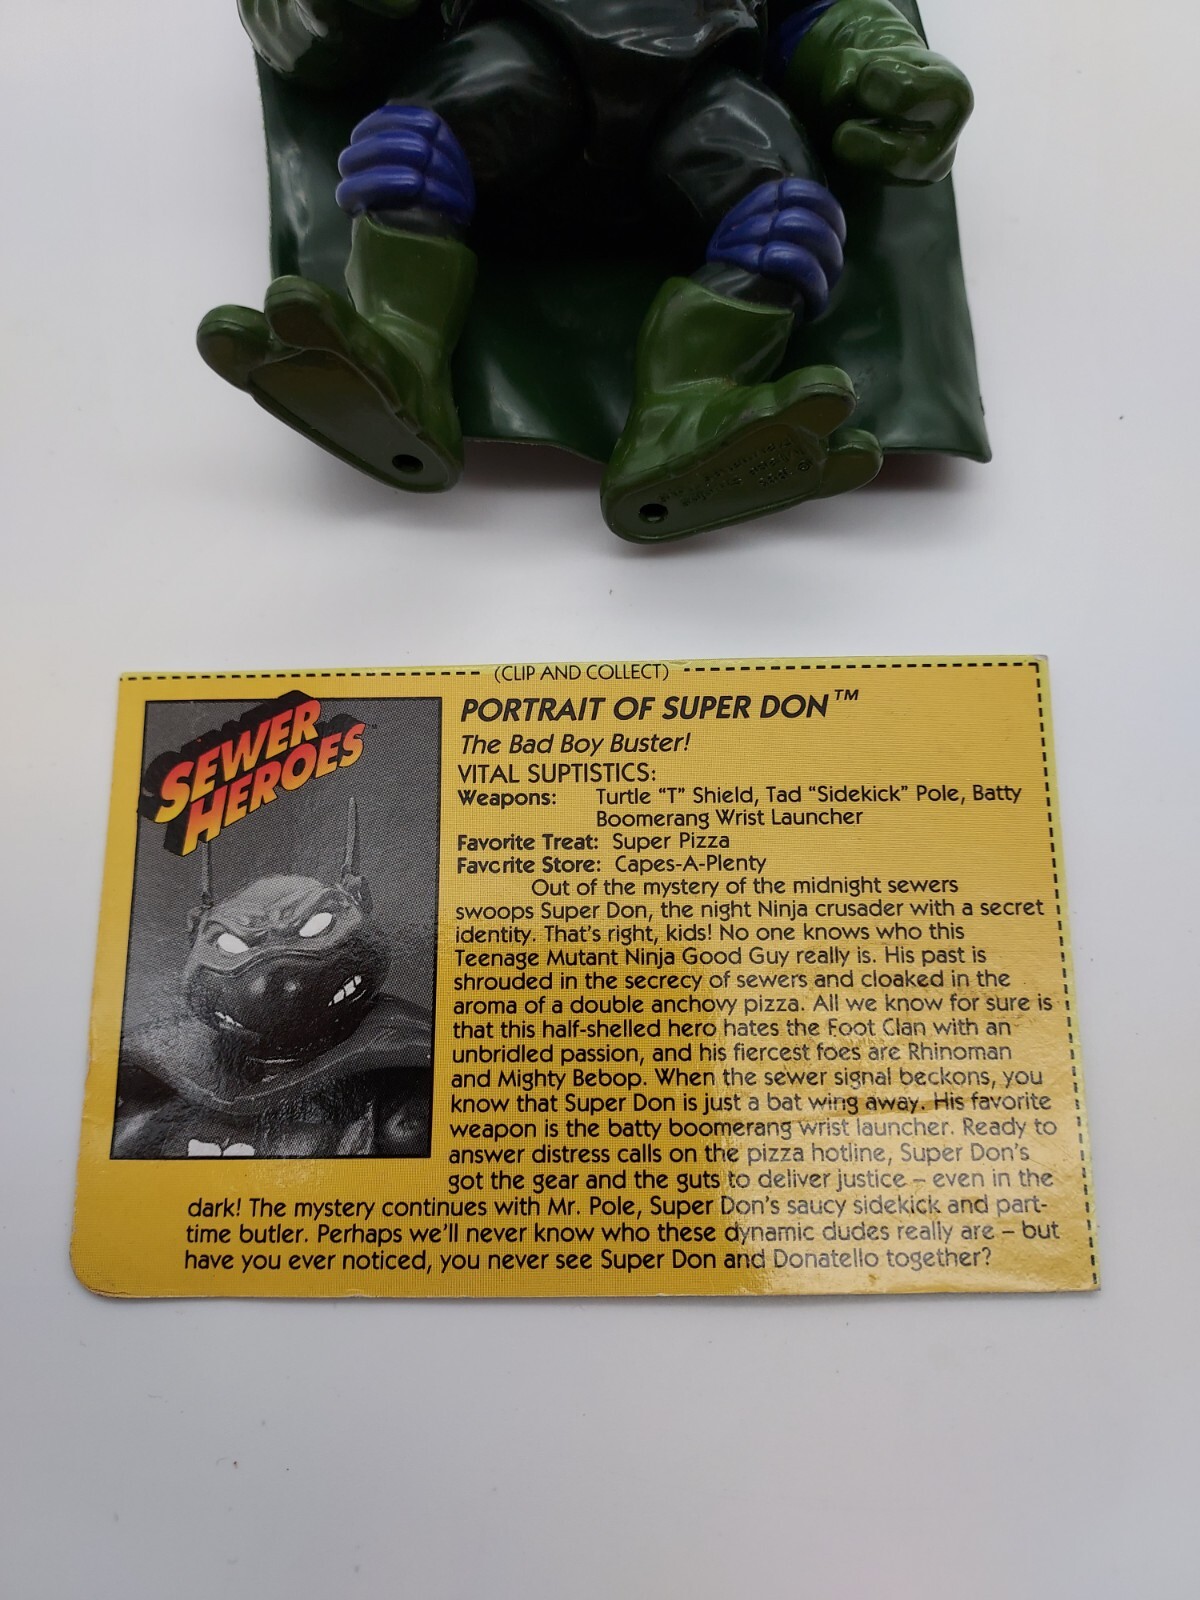 (CLIP AND COLLECT)
SEWER
HEROES™
PORTRAIT OF SUPER DON™
The Bad Boy Buster!
VITAL SUPTISTICS:
Weapons: Turtle "T" Shield, Tad "Sidekick" Pole, Batty
Boomerang Wrist Launcher
Favorite Treat: Super Pizza
Favorite Store: Capes-A-Plenty
Out of the mystery of the midnight sewers
swoops Super Don, the night Ninja crusader with a secret
identity. That's right, kids! No one knows who this
Teenage Mutant Ninja Good Guy really is. His past is
shrouded in the secrecy of sewers and cloaked in the
aroma of a double anchovy pizza. All we know for sure is
that this half-shelled hero hates the Foot Clan with an
unbridled passion, and his fiercest foes are Rhinoman
and Mighty Bebop. When the sewer signal beckons, you
know that Super Don is just a bat wing away. His favorite
weapon is the batty boomerang wrist launcher. Ready to
answer distress calls on the pizza hotline, Super Don's
got the gear and the guts to deliver justice – even in the
dark! The mystery continues with Mr. Pole, Super Don's saucy sidekick and part-
time butler. Perhaps we'll never know who these dynamic dudes really are – but
have you ever noticed, you never see Super Don and Donatello together?